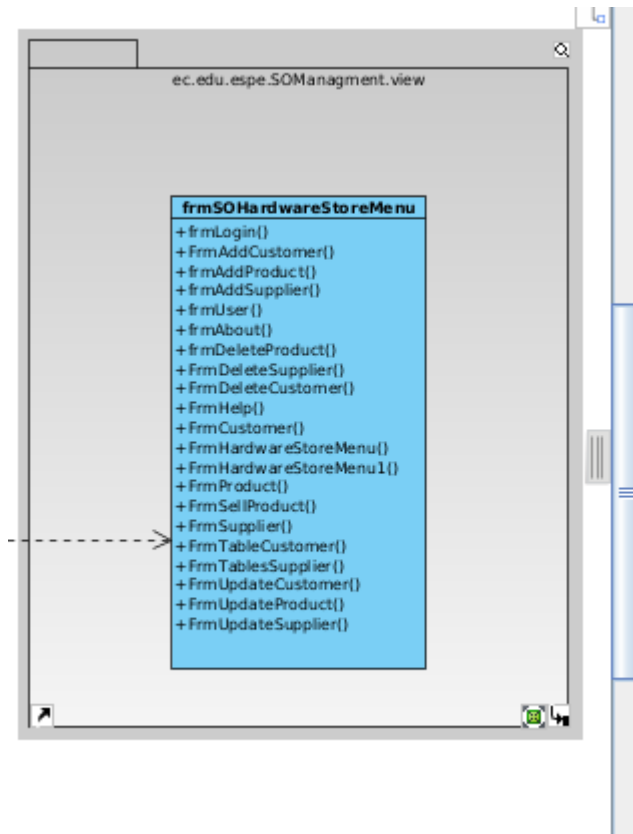 ec.edu.espe.SOManagment.view
frmSOHardwareStoreMenu
+frmLogin()
+FrmAddCustomer()
+frmAddProduct()
+frmAddSupplier()
+frmUser()
+frmAbout()
+frmDeleteProduct()
+FrmDeleteSupplier()
+FrmDeleteCustomer()
+FrmHelp()
+FrmCustomer()
+FrmHardwareStoreMenu()
+FrmHardwareStoreMenu1()
+FrmProduct()
+FrmSellProduct()
+FrmSupplier()
+FrmTableCustomer()
+FrmTablesSupplier()
+FrmUpdateCustomer()
+FrmUpdateProduct()
+FrmUpdateSupplier()